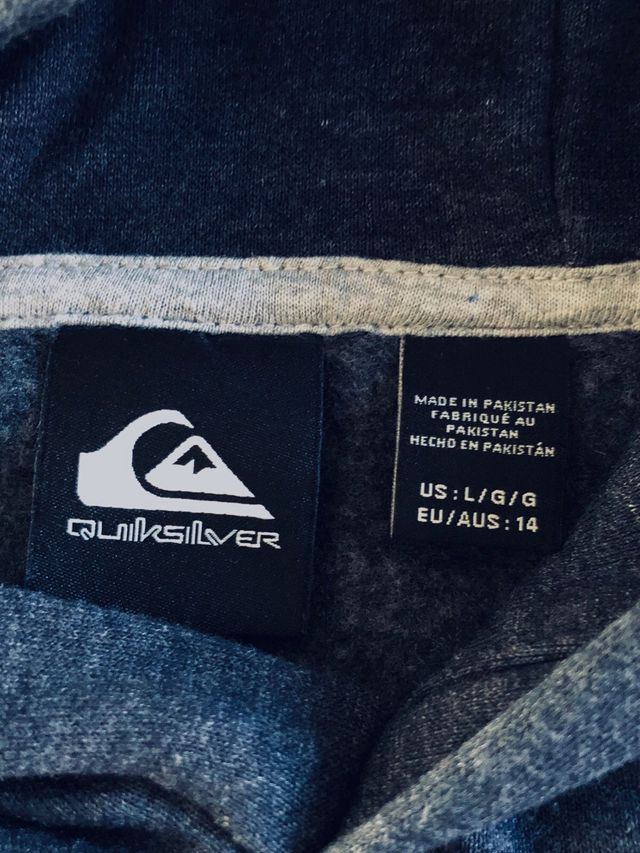 QUIKSILVER
MADE IN PAKISTAN
FABRIQUÉ AU
PAKISTAN
HECHO EN PAKISTÁN
US : L/G/G
EU/AUS : 14